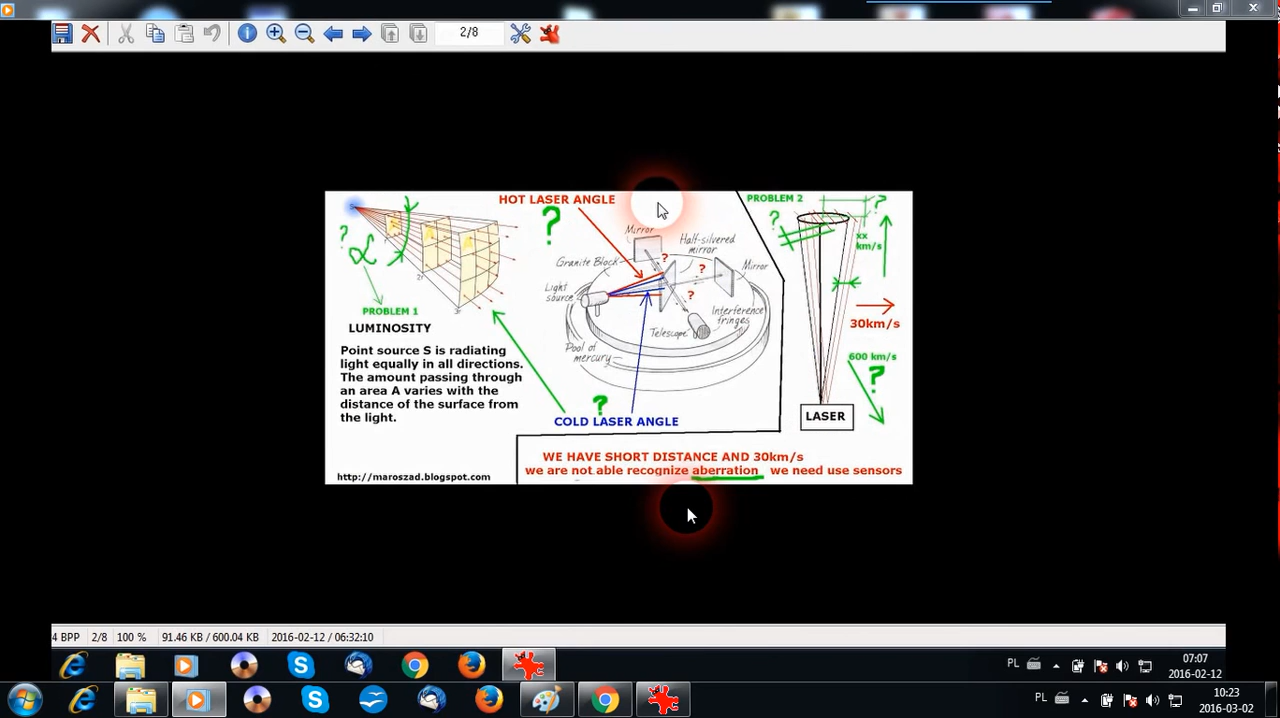 2/8
HOT LASER ANGLE
PROBLEM 2
?
?
?
?
α
PROBLEM 1
LUMINOSITY
Point source S is radiating
light equally in all directions.
The amount passing through
an area A varies with the
distance of the surface from
the light.
http://maroszad.blogspot.com
Mirror
Half-silvered
mirror
Granite Block
Mirror
?
?
?
Light
source
Interference
fringes
Telescope
Pool of
mercury
?
COLD LASER ANGLE
xx
km/s
30km/s
600 km/s
?
LASER
WE HAVE SHORT DISTANCE AND 30km/s
we are not able recognize aberration we need use sensors
4 BPP 2/8 100 % 91.46 KB / 600.04 KB 2016-02-12 / 06:32:10
PL 07:07
2016-02-12
PL 10:23
2016-03-02